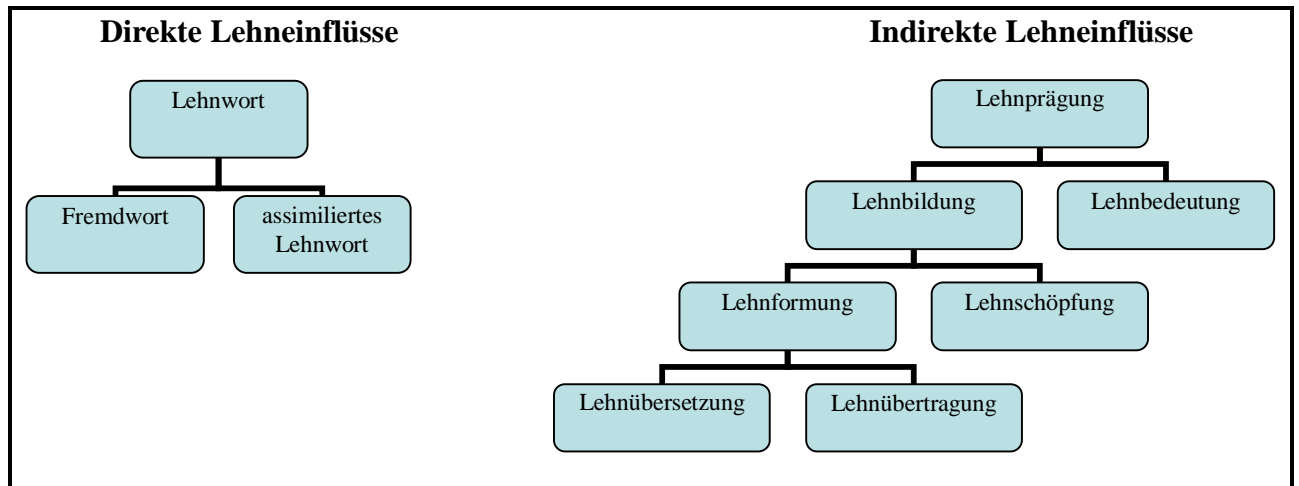 Direkte Lehneinflüsse
Indirekte Lehneinflüsse
Lehnwort
Fremdwort
assimiliertes
Lehnwort
Lehnprägung
Lehnbildung
Lehnbedeutung
Lehnformung
Lehnschöpfung
Lehnübersetzung
Lehnübertragung